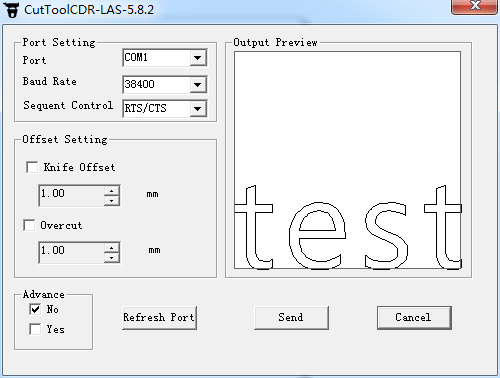 CutToolCDR-LAS-5.8.2
Port Setting
Port COM1
Baud Rate 38400
Sequent Control RTS/CTS
Offset Setting
Knife Offset
1.00 mm
Overcut
1.00 mm
Output Preview
test
Advance
No
Yes
Refresh Port
Send
Cancel